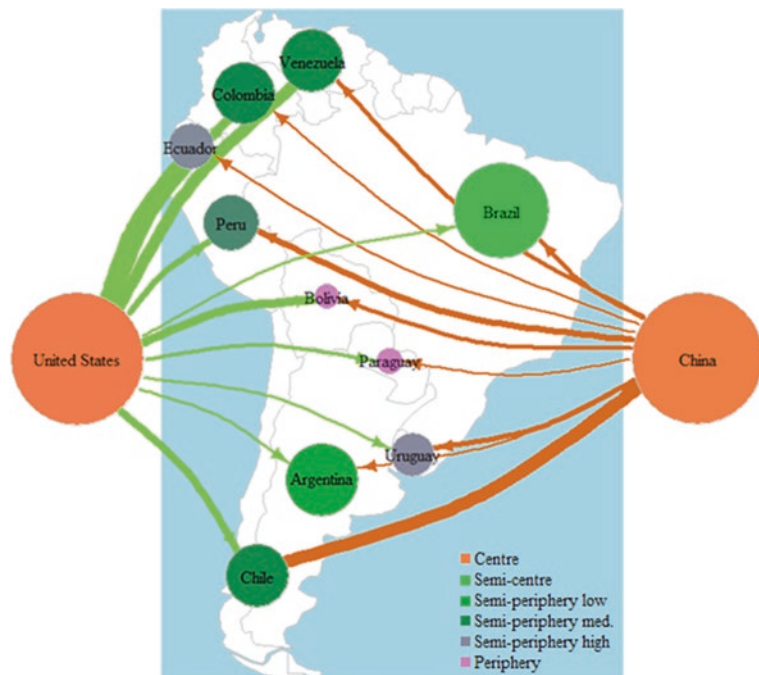 Venezuela
Colombia
Ecuador
Brazil
Peru
Bolivia
United States
China
Paraguay
Uruguay
Argentina
Chile
Centre
Semi-centre
Semi-periphery low
Semi-periphery med.
Semi-periphery high
Periphery